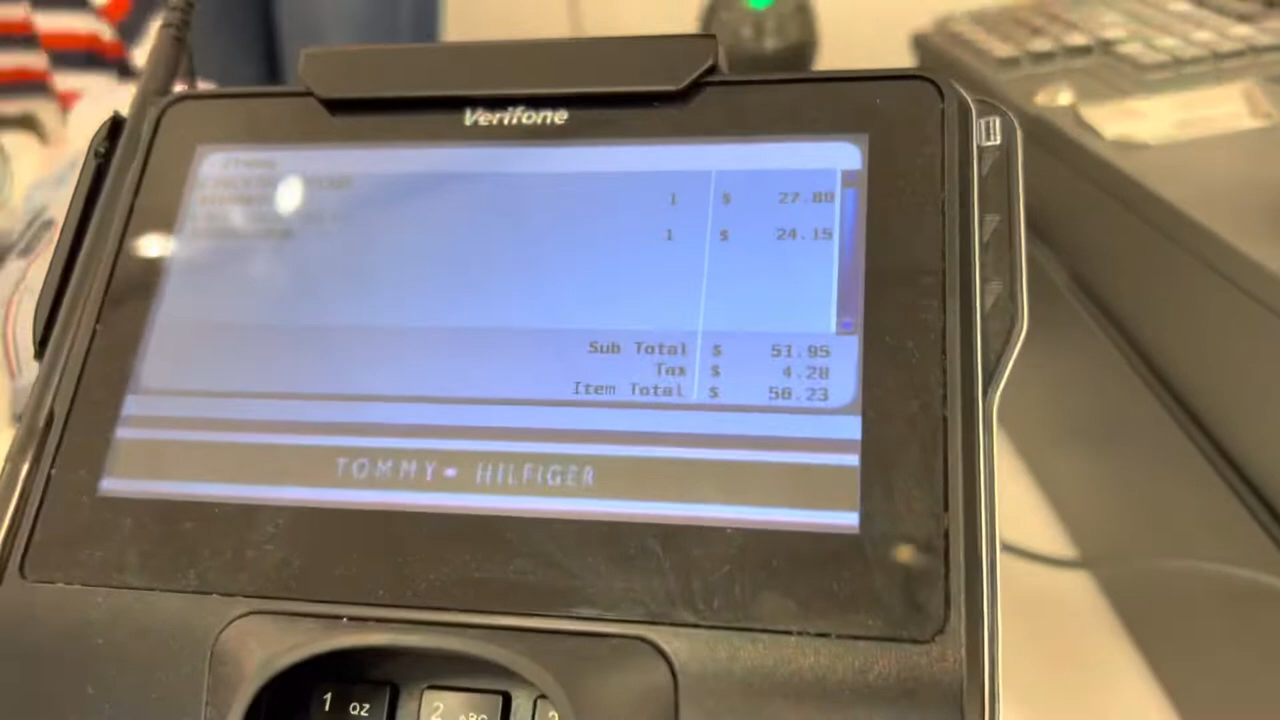 Verifone
1 $ 27.80
1 $ 24.15
Sub Total $ 51.95
Tax $ 4.28
Item Total $ 56.23
TOMMY HILFIGER
1 QZ
2 ABC